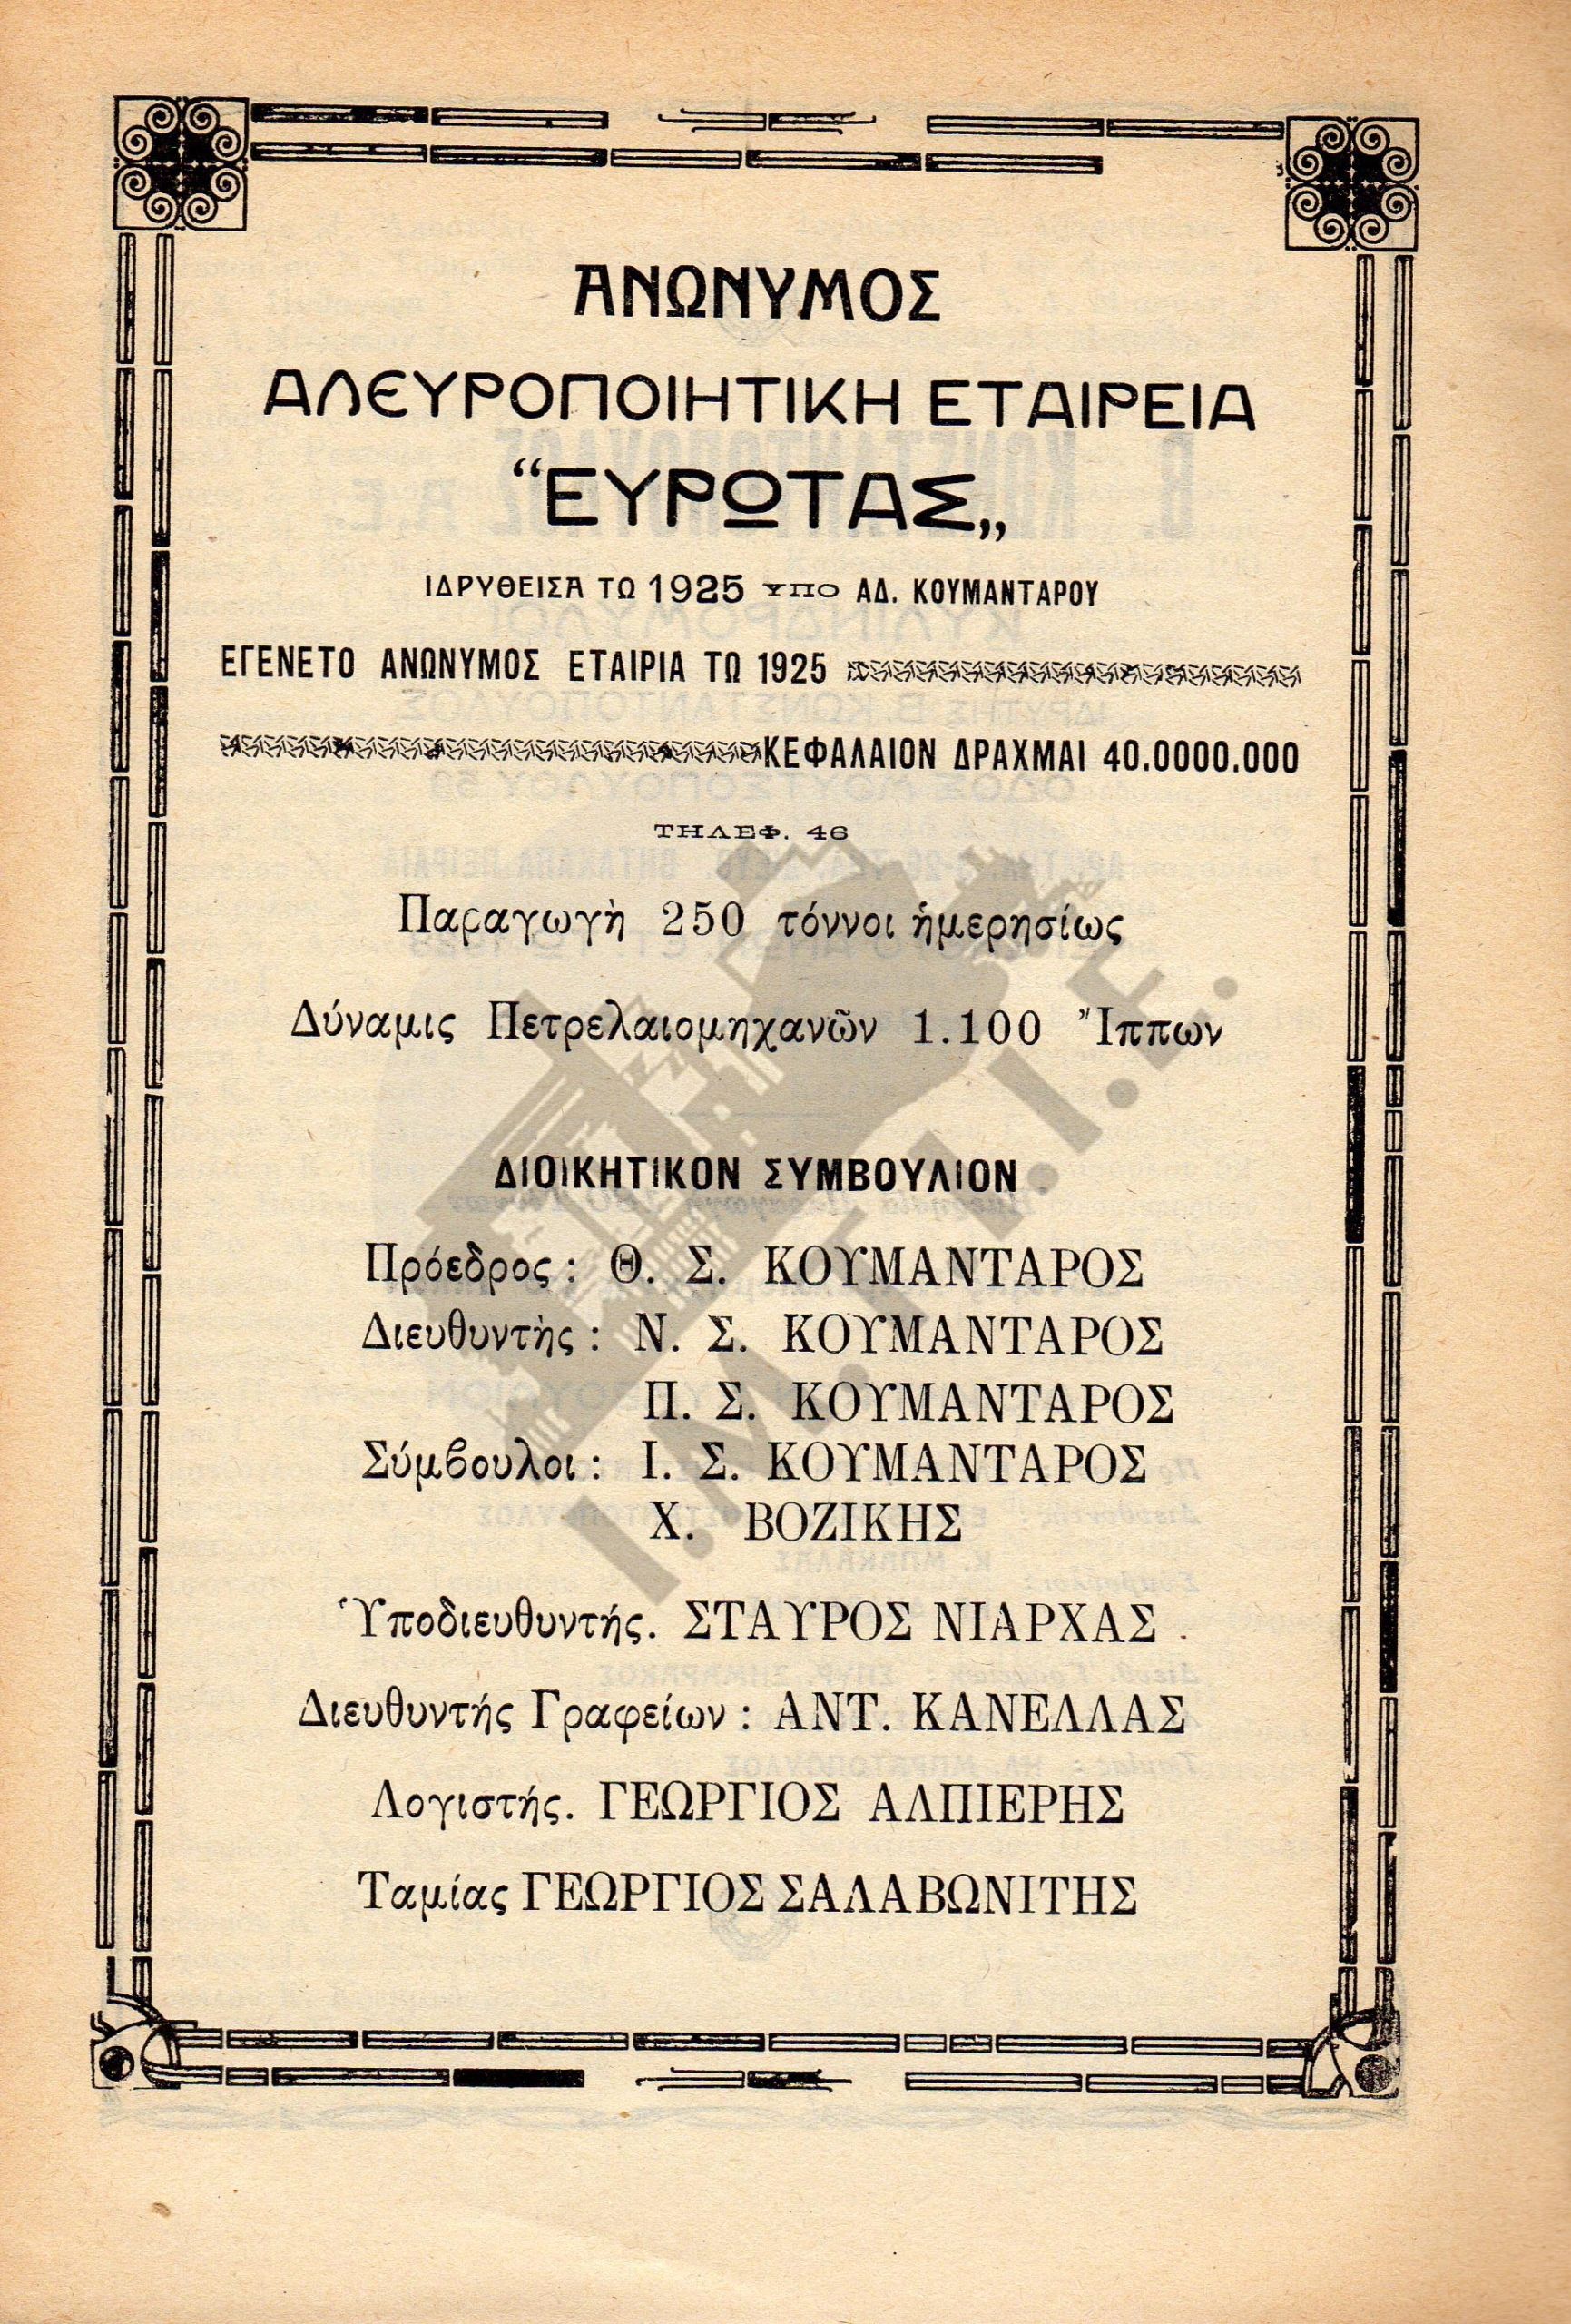 ΑΝΩΝΥΜΟΣ
ΑΛΕΥΡΟΠΟΙΗΤΙΚΗ ΕΤΑΙΡΕΙΑ
“ΕΥΡΩΤΑΣ„
ΙΔΡΥΘΕΙΣΑ ΤΩ 1925 ΥΠΟ ΑΔ. ΚΟΥΜΑΝΤΑΡΟΥ
ΕΓΕΝΕΤΟ ΑΝΩΝΥΜΟΣ ΕΤΑΙΡΙΑ ΤΩ 1925
ΚΕΦΑΛΑΙΟΝ ΔΡΑΧΜΑΙ 40.0000.000
ΤΗΛΕΦ. 46
Παραγωγὴ 250 τόννοι ἡμερησίως
Δύναμις Πετρελαιομηχανῶν 1.100 Ἵππων
ΔΙΟΙΚΗΤΙΚΟΝ ΣΥΜΒΟΥΛΙΟΝ
Πρόεδρος : Θ. Σ. ΚΟΥΜΑΝΤΑΡΟΣ
Διευθυντὴς : Ν. Σ. ΚΟΥΜΑΝΤΑΡΟΣ
Π. Σ. ΚΟΥΜΑΝΤΑΡΟΣ
Σύμβουλοι : Ι. Σ. ΚΟΥΜΑΝΤΑΡΟΣ
Χ. ΒΟΖΙΚΗΣ
Ὑποδιευθυντής. ΣΤΑΥΡΟΣ ΝΙΑΡΧΑΣ .
Διευθυντής Γραφείων : ΑΝΤ. ΚΑΝΕΛΛΑΣ
Λογιστής. ΓΕΩΡΓΙΟΣ ΑΛΠΙΕΡΗΣ
Ταμίας ΓΕΩΡΓΙΟΣ ΣΑΛΑΒΩΝΙΤΗΣ